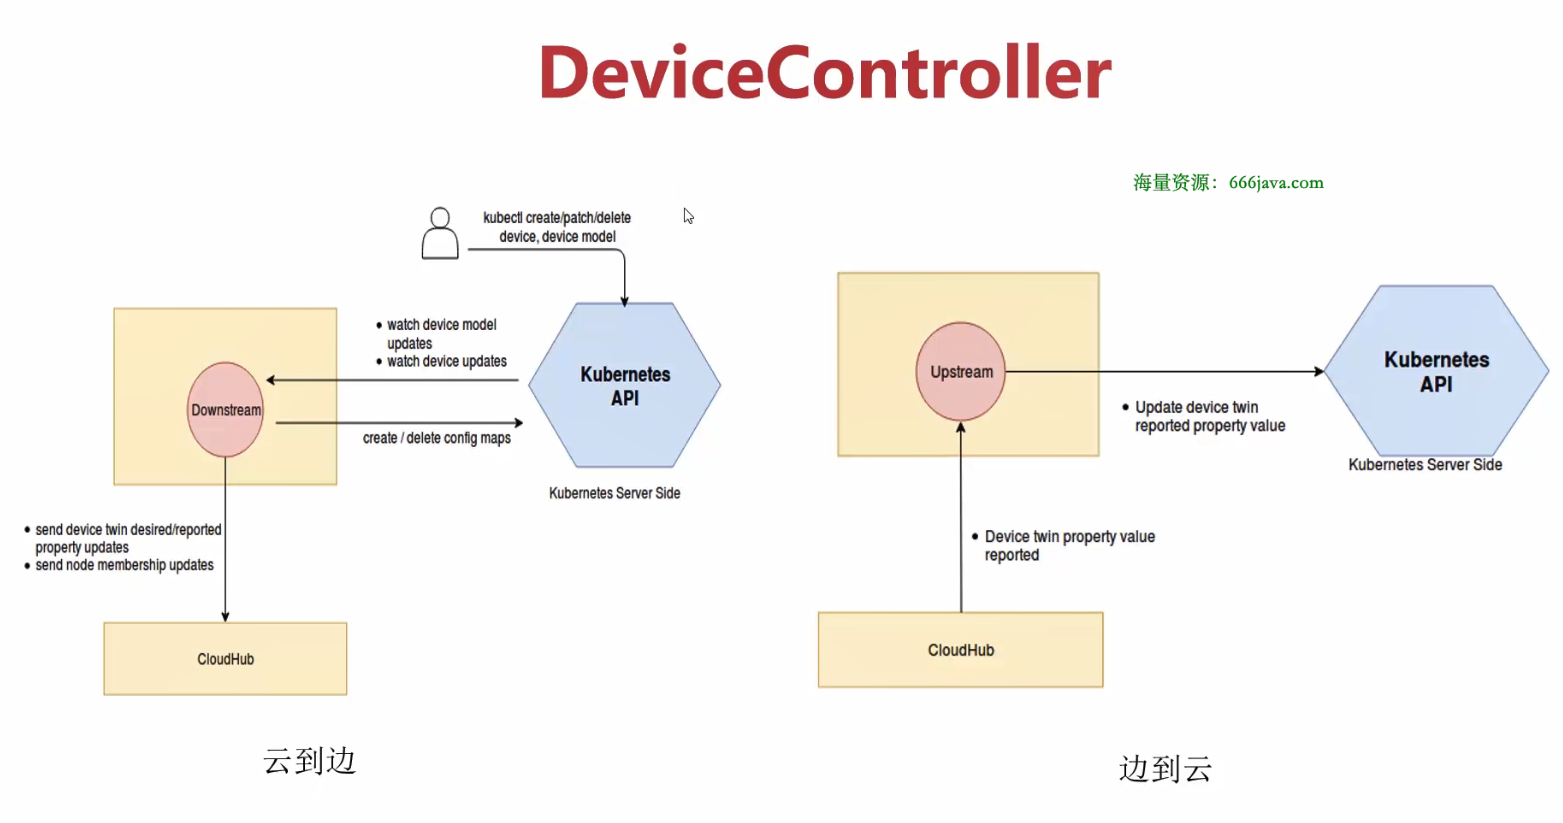 DeviceController
海量资源：666java.com
kubectl create/patch/delete
device, device model
• watch device model
updates
• watch device updates
Kubernetes
API
Downstream
create / delete config maps
Kubernetes Server Side
• send device twin desired/reported
property updates
• send node membership updates
CloudHub
云到边
Upstream
Kubernetes
API
• Update device twin
reported property value
Kubernetes Server Side
• Device twin property value
reported
CloudHub
边到云